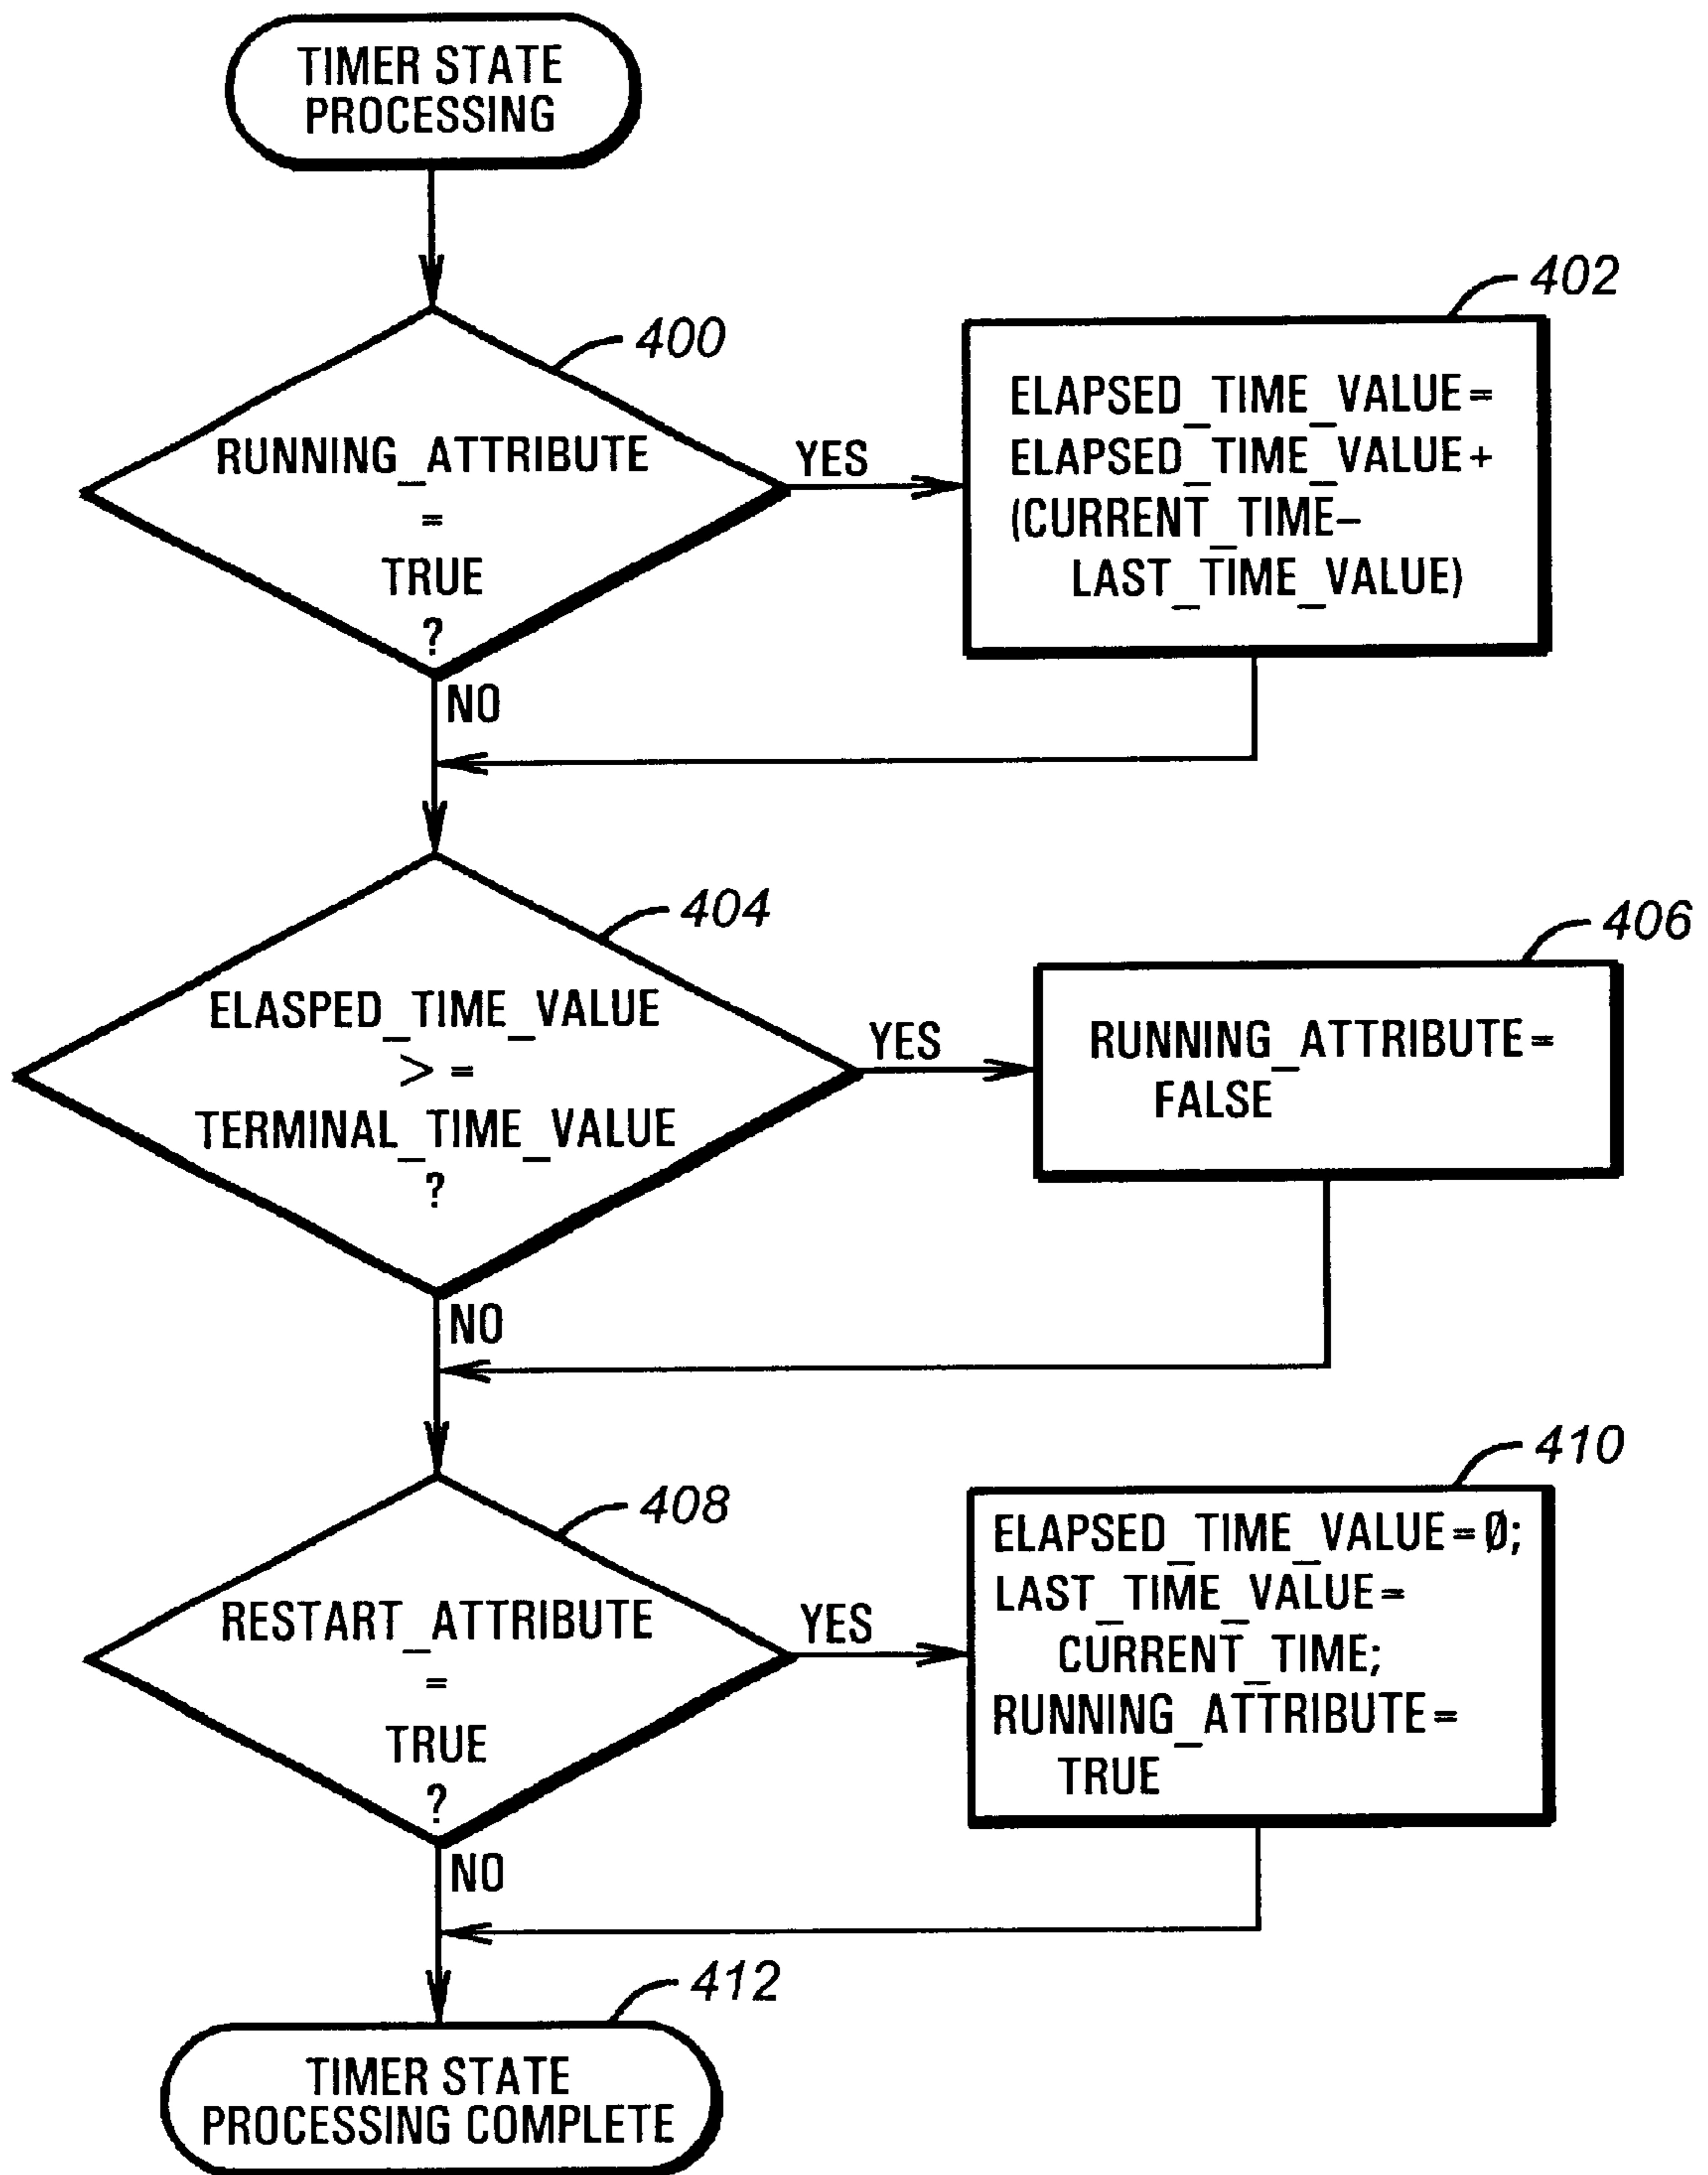 TIMER STATE
PROCESSING
400
RUNNING_ATTRIBUTE
=
TRUE
?
YES
NO
402
ELAPSED_TIME_VALUE=
ELAPSED_TIME_VALUE+
(CURRENT_TIME–
LAST_TIME_VALUE)
404
ELASPED_TIME_VALUE
>=
TERMINAL_TIME_VALUE
?
YES
NO
406
RUNNING_ATTRIBUTE=
FALSE
408
RESTART_ATTRIBUTE
=
TRUE
?
YES
NO
410
ELAPSED_TIME_VALUE=Ø;
LAST_TIME_VALUE=
CURRENT_TIME;
RUNNING_ATTRIBUTE=
TRUE
412
TIMER STATE
PROCESSING COMPLETE